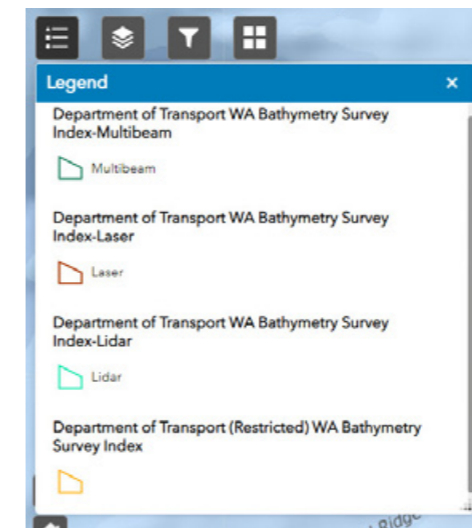 Legend
Department of Transport WA Bathymetry Survey
Index-Multibeam
Multibeam
Department of Transport WA Bathymetry Survey
Index-Laser
Laser
Department of Transport WA Bathymetry Survey
Index-Lidar
Lidar
Department of Transport (Restricted) WA Bathymetry
Survey Index
Ridge